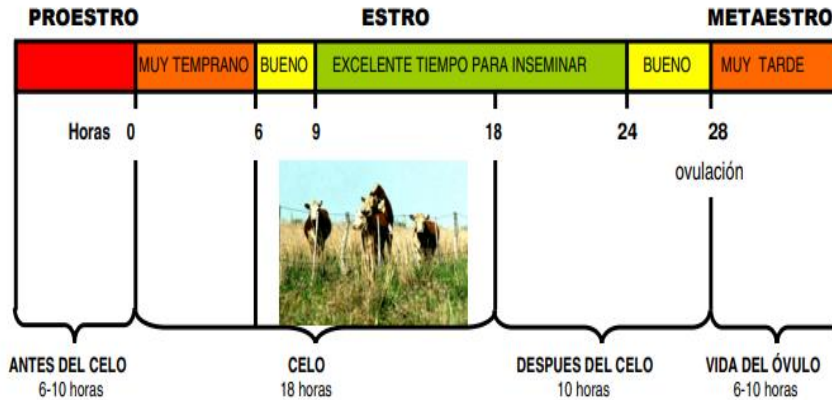 PROESTRO ESTRO METAESTRO
MUY TEMPRANO BUENO EXCELENTE TIEMPO PARA INSEMINAR BUENO MUY TARDE
Horas 0 6 9 18 24 28
ovulación
ANTES DEL CELO CELO DESPUES DEL CELO VIDA DEL ÓVULO
6-10 horas 18 horas 10 horas 6-10 horas